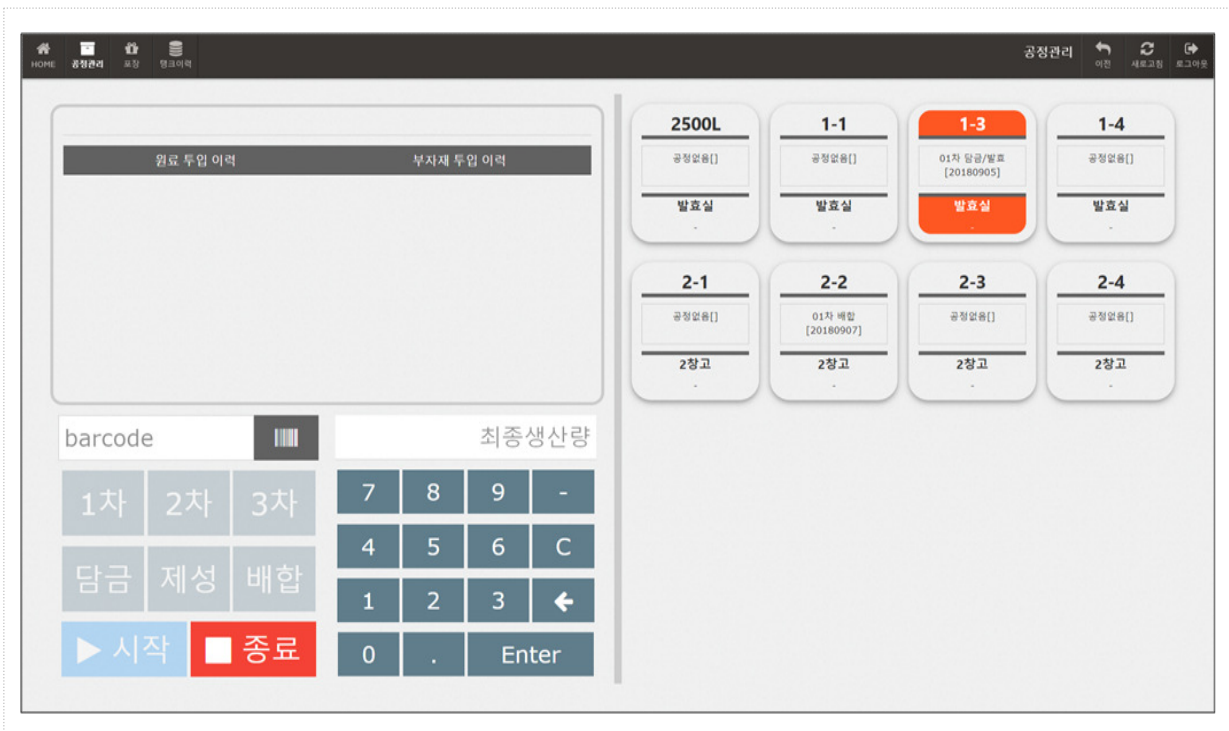 HOME 공정관리 포장 탱크이력
공정관리 이전 새로고침 로그아웃
원료 투입 이력 부자재 투입 이력
barcode
최종생산량
1차 2차 3차
담금 제성 배합
시작 종료
7 8 9 -
4 5 6 C
1 2 3
0 . Enter
2500L
공정없음[]
발효실
-
1-1
공정없음[]
발효실
-
1-3
01차 담금/발효
[20180905]
발효실
-
1-4
공정없음[]
발효실
-
2-1
공정없음[]
2창고
-
2-2
01차 배합
[20180907]
2창고
-
2-3
공정없음[]
2창고
-
2-4
공정없음[]
2창고
-